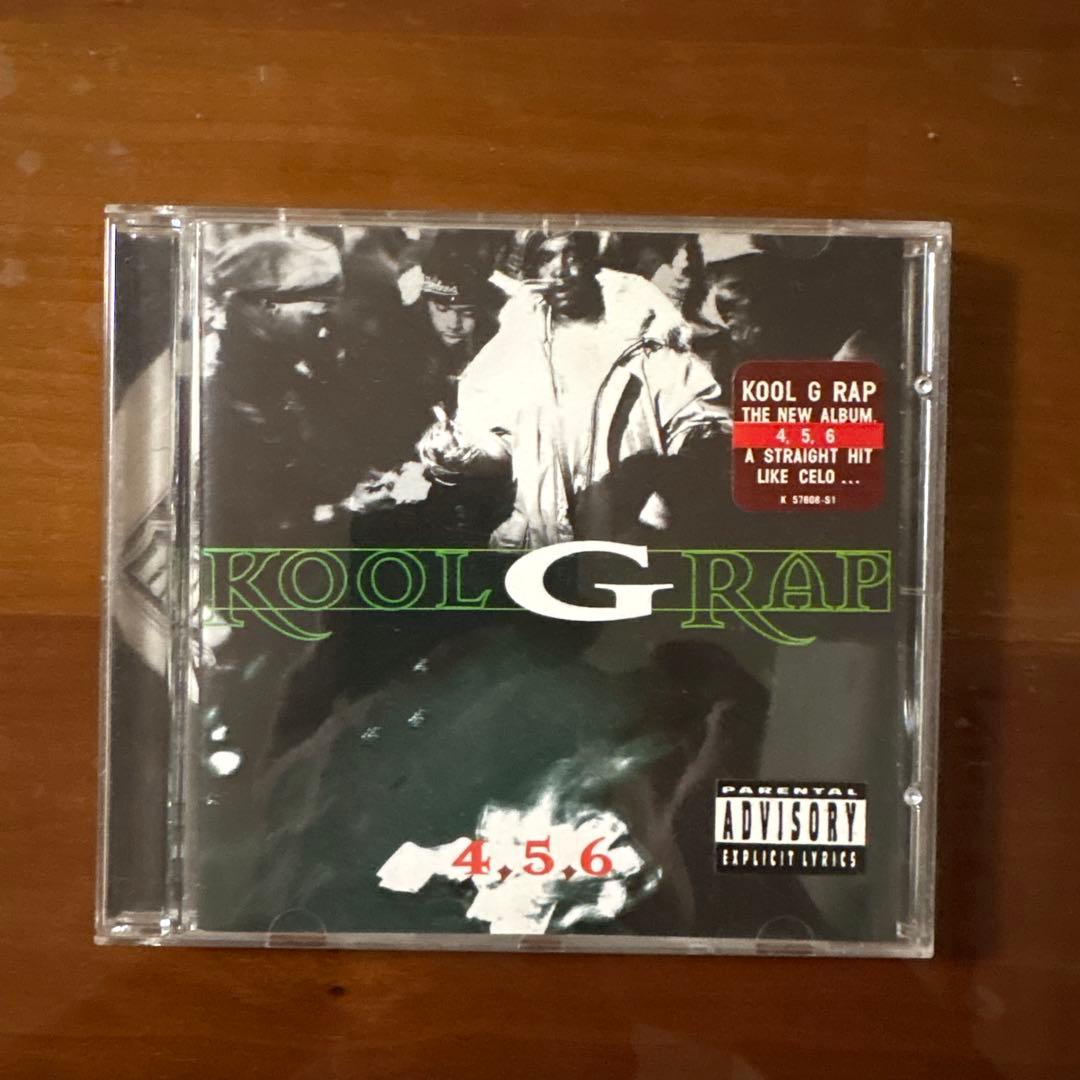 KOOL G RAP
THE NEW ALBUM
4, 5, 6
A STRAIGHT HIT
LIKE CELO ...
K 57808-S1
KOOL G RAP
PARENTAL
ADVISORY
EXPLICIT LYRICS
4,5,6